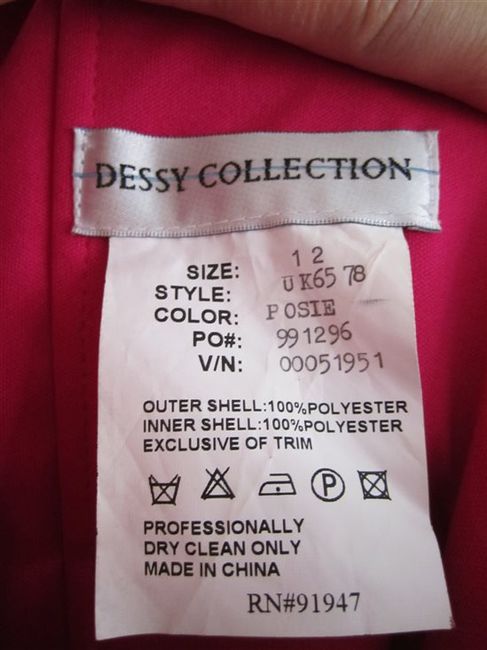 DESSY COLLECTION
SIZE: 12
STYLE: UK6578
COLOR: POSIE
PO#: 991296
V/N: 00051951
OUTER SHELL:100%POLYESTER
INNER SHELL:100%POLYESTER
EXCLUSIVE OF TRIM
P
PROFESSIONALLY
DRY CLEAN ONLY
MADE IN CHINA
RN#91947